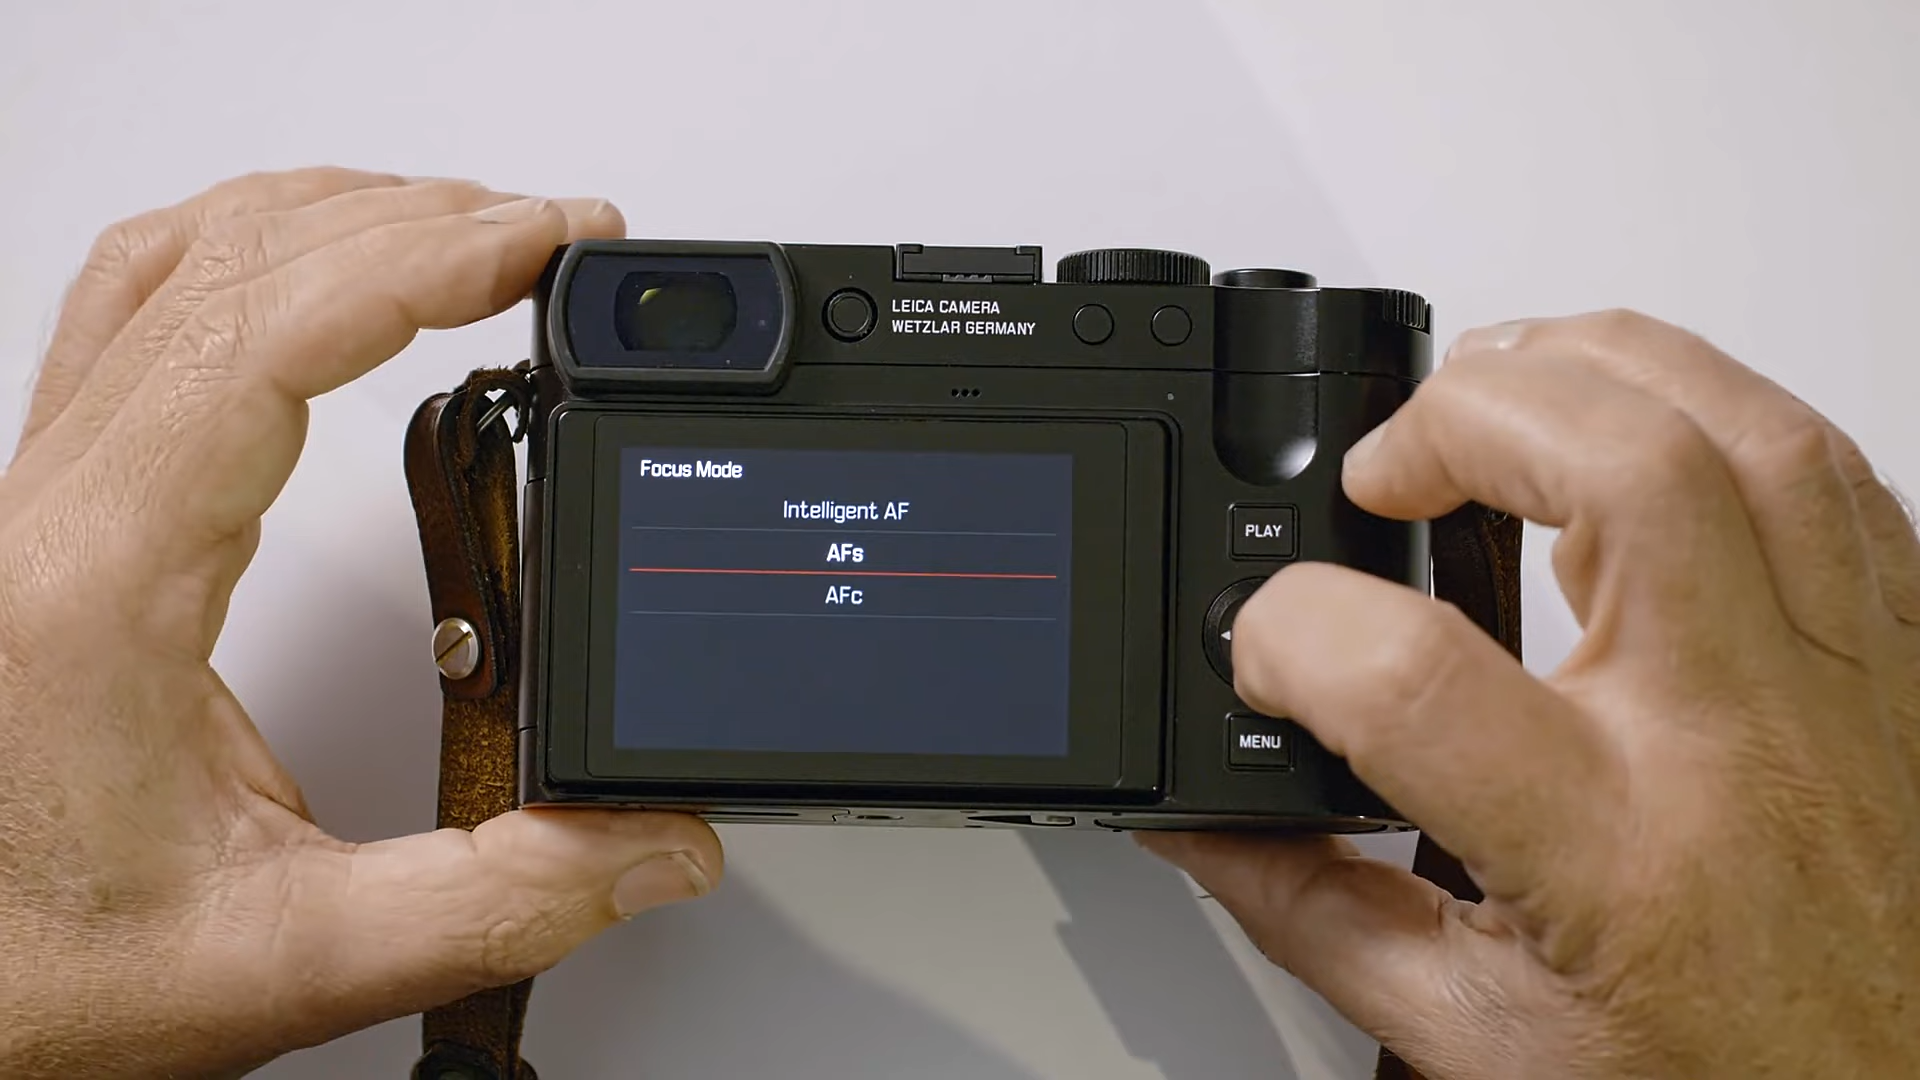 LEICA CAMERA
WETZLAR GERMANY
Focus Mode
Intelligent AF
AFs
AFc
PLAY
MENU